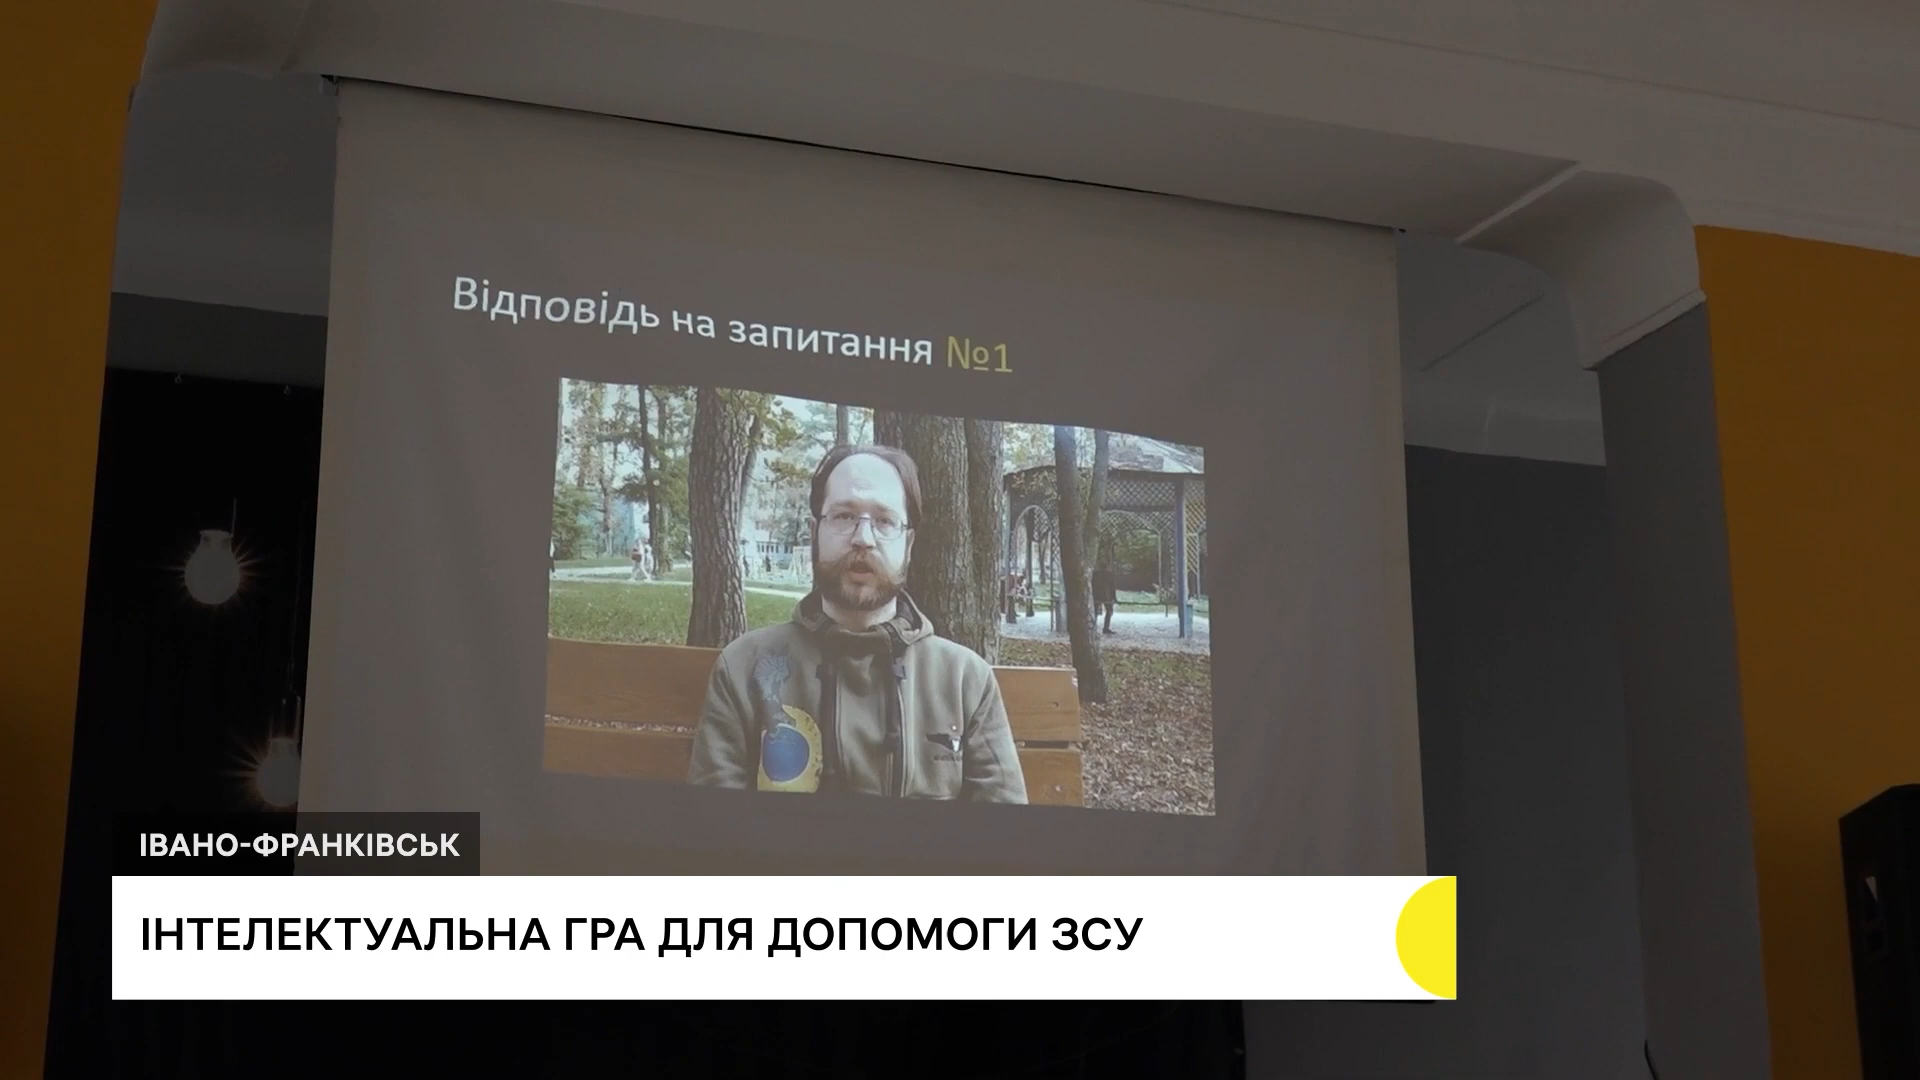 Відповідь на запитання №1
ІВАНО-ФРАНКІВСЬК
ІНТЕЛЕКТУАЛЬНА ГРА ДЛЯ ДОПОМОГИ ЗСУ